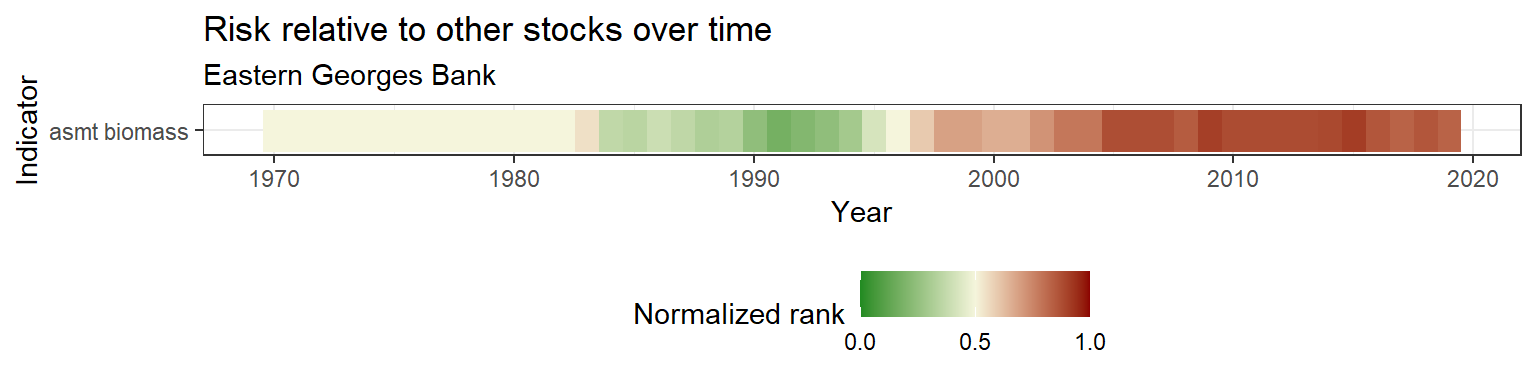 Risk relative to other stocks over time
Eastern Georges Bank
Indicator
asmt biomass
1970 1980 1990 2000 2010 2020
Year
Normalized rank
0.0 0.5 1.0